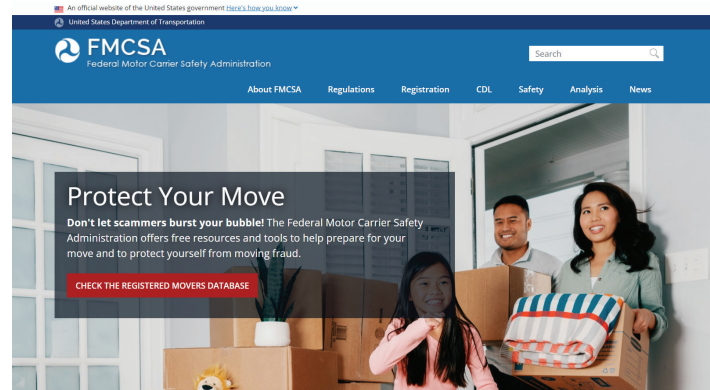 An official website of the United States government Here's how you know
United States Department of Transportation
FMCSA
Federal Motor Carrier Safety Administration
Search
About FMCSA Regulations Registration CDL Safety Analysis News
Protect Your Move
Don't let scammers burst your bubble! The Federal Motor Carrier Safety
Administration offers free resources and tools to help prepare for your
move and to protect yourself from moving fraud.
CHECK THE REGISTERED MOVERS DATABASE